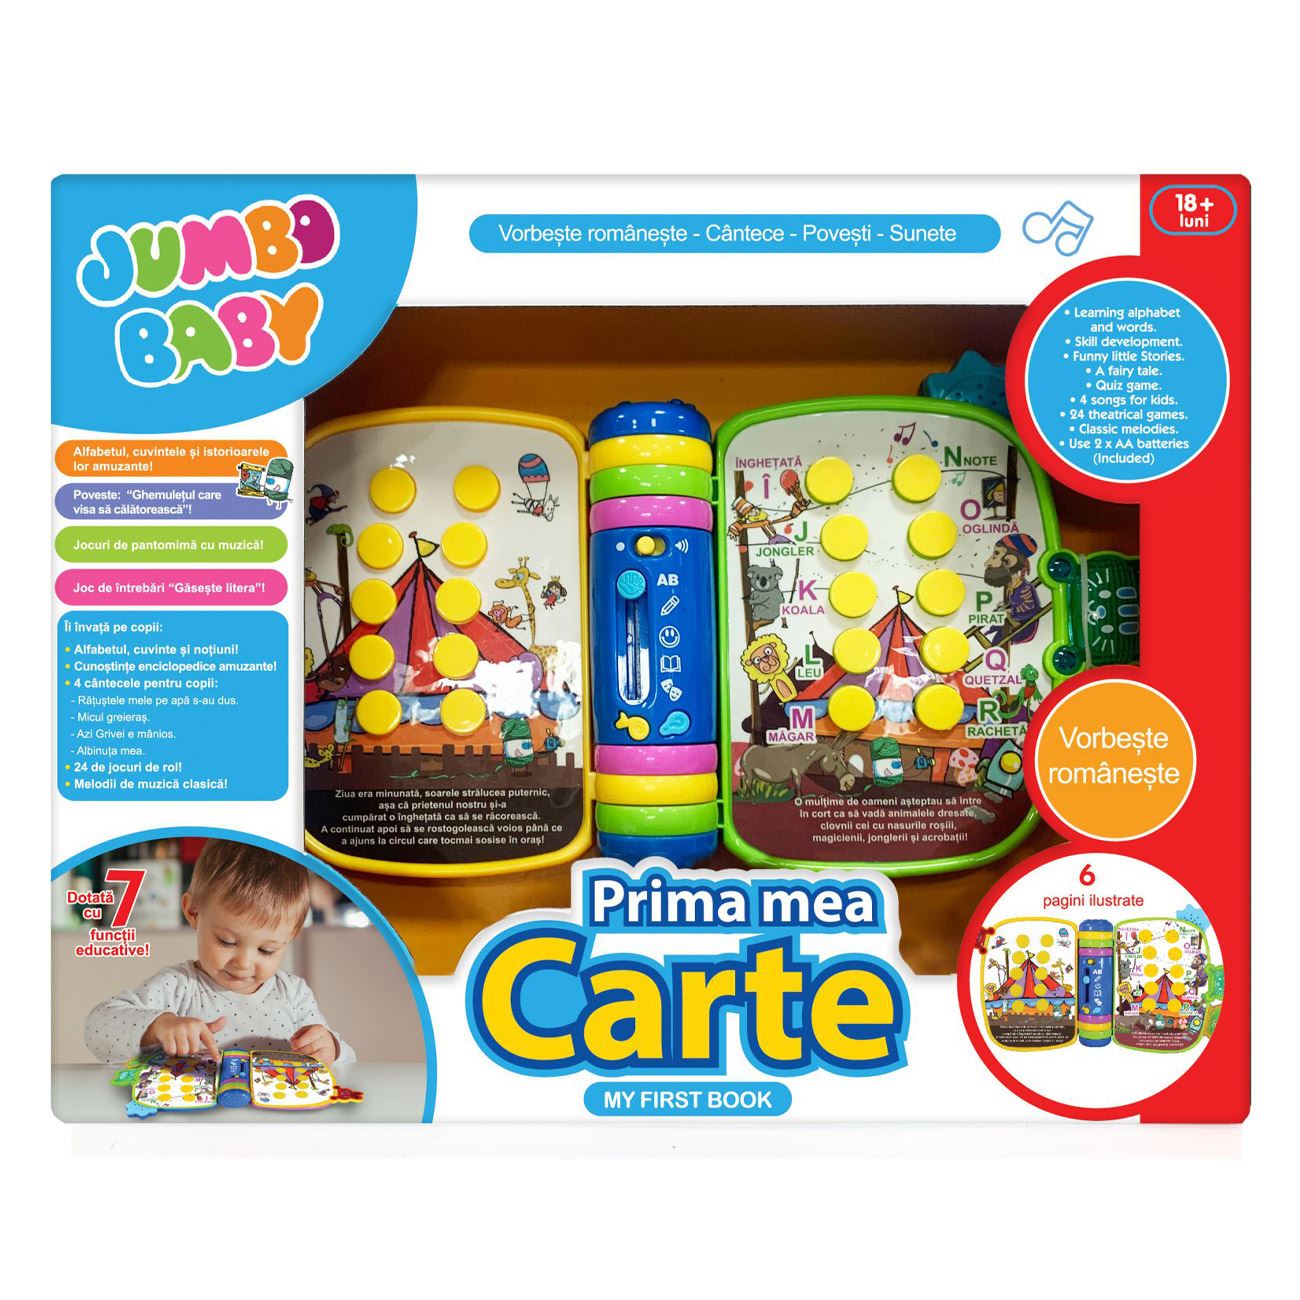 JUMBO
BABY
Vorbește românește - Cântece - Povești - Sunete
18+
luni
• Learning alphabet
and words.
• Skill development.
• Funny little Stories.
• A fairy tale.
• Quiz game.
• 4 songs for kids.
• 24 theatrical games.
• Classic melodies.
• Use 2 x AA batteries
(Included)
Alfabetul, cuvintele și istorioarele
lor amuzante!
Poveste: “Ghemulețul care
visa să călătorească”!
Jocuri de pantomimă cu muzică!
Joc de întrebări “Găsește litera”!
Îi învață pe copii:
• Alfabetul, cuvinte și noțiuni!
• Cunoștințe enciclopedice amuzante!
• 4 cântecele pentru copii:
- Rățuștele mele pe apă s-au dus.
- Micul greieraș.
- Azi Grivei e mânios.
- Albinuța mea.
• 24 de jocuri de rol!
• Melodii de muzică clasică!
Ziua era minunată, soarele strălucea puternic,
așa că prietenul nostru și-a
cumpărat o înghețată ca să se răcorească.
A continuat apoi să se rostogolească voios până ce
a ajuns la circul care tocmai sosise în oraș!
AB
ÎNGHEȚATĂ
Î
N NOTE
O
OGLINDĂ
J
JONGLER
K
KOALA
P
PIRAT
L
LEU
Q
QUETZAL
M
MĂGAR
R
RACHETĂ
O mulțime de oameni așteptau să intre
în cort ca să vadă animalele dresate,
clovnii cei cu nasurile roșiii,
magicienii, jonglerii și acrobații!
Vorbește
românește
Dotată
cu 7
funcții
educative!
Prima mea
Carte
MY FIRST BOOK
6
pagini ilustrate